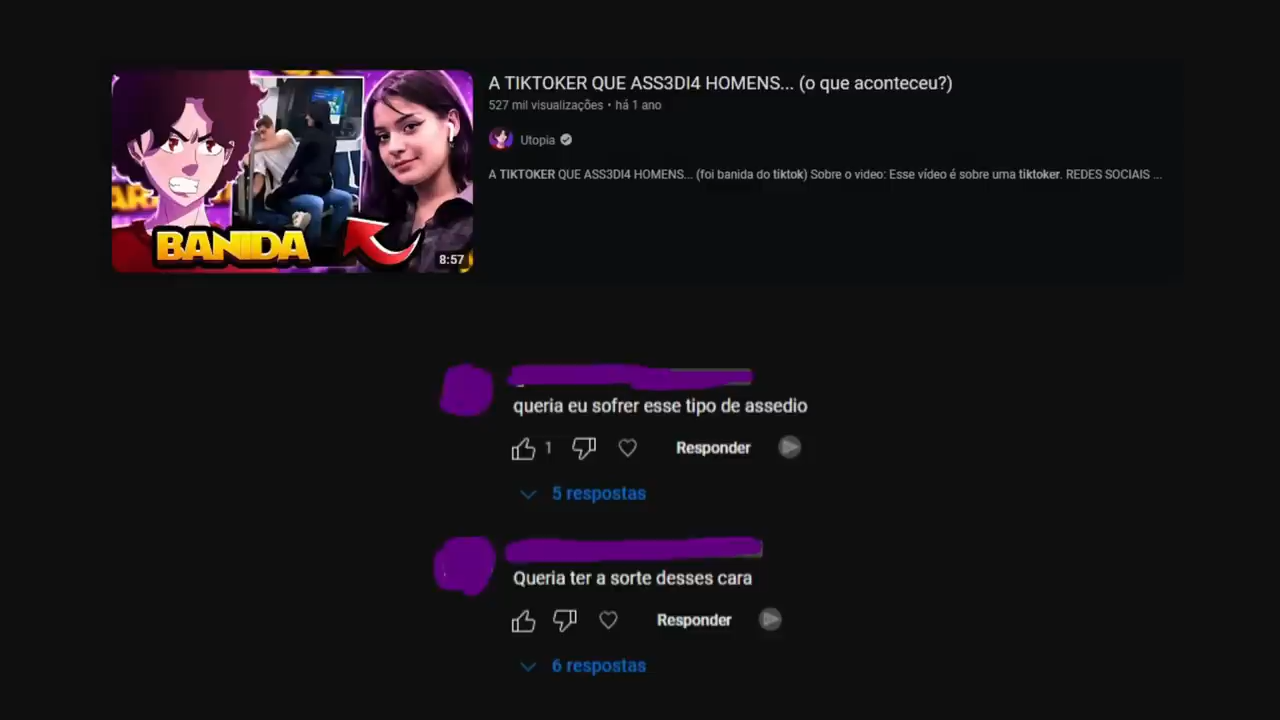 A TIKTOKER QUE ASS3DI4 HOMENS... (o que aconteceu?)
527 mil visualizações • há 1 ano
Utopia
A TIKTOKER QUE ASS3DI4 HOMENS... (foi banida do tiktok) Sobre o video: Esse vídeo é sobre uma tiktoker. REDES SOCIAIS ...
BANIDA
8:57
queria eu sofrer esse tipo de assedio
1
Responder
5 respostas
Queria ter a sorte desses cara
Responder
6 respostas